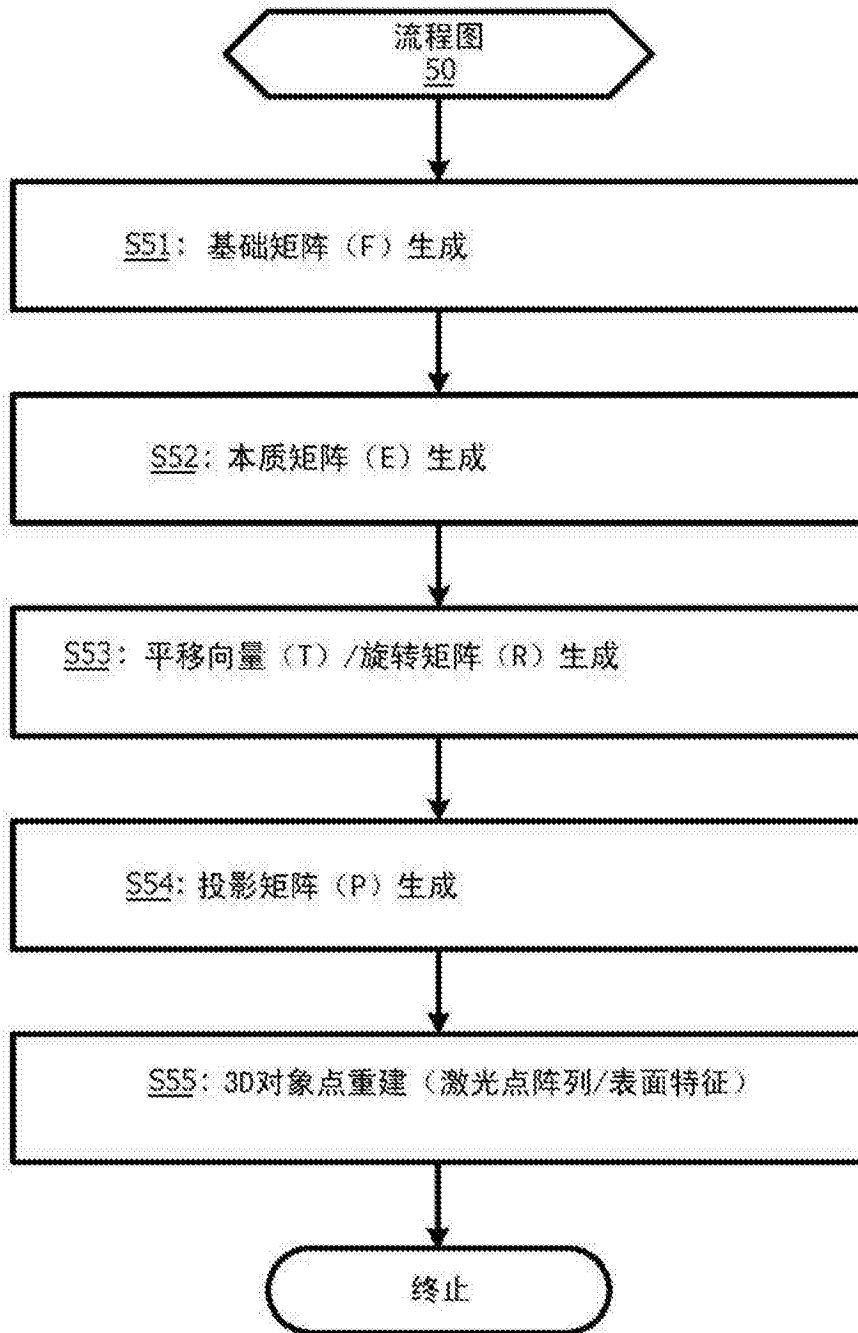 流程图
50
S51: 基础矩阵（F）生成
S52: 本质矩阵（E）生成
S53: 平移向量（T）/旋转矩阵（R）生成
S54: 投影矩阵（P）生成
S55: 3D对象点重建（激光点阵列/表面特征）
终止